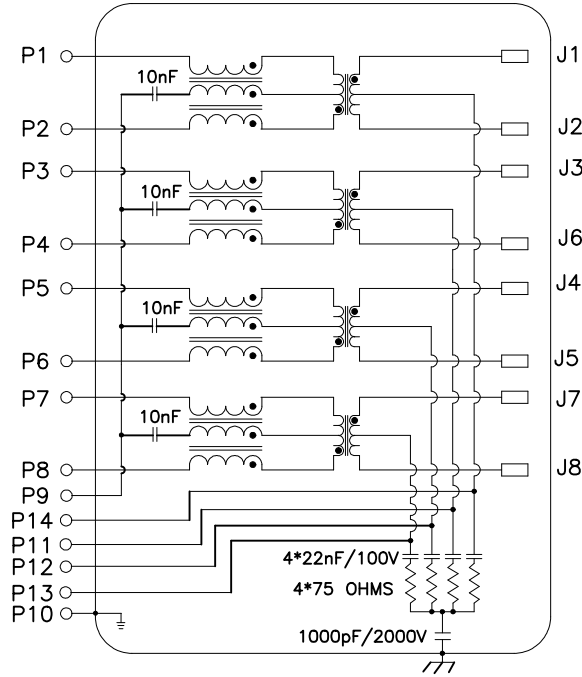 P1
J1
10nF
P2
J2
P3
J3
10nF
P4
J6
P5
J4
10nF
P6
J5
P7
J7
10nF
P8
J8
P9
P14
P11
P12
4*22nF/100V
P13
4*75 OHMS
P10
1000pF/2000V